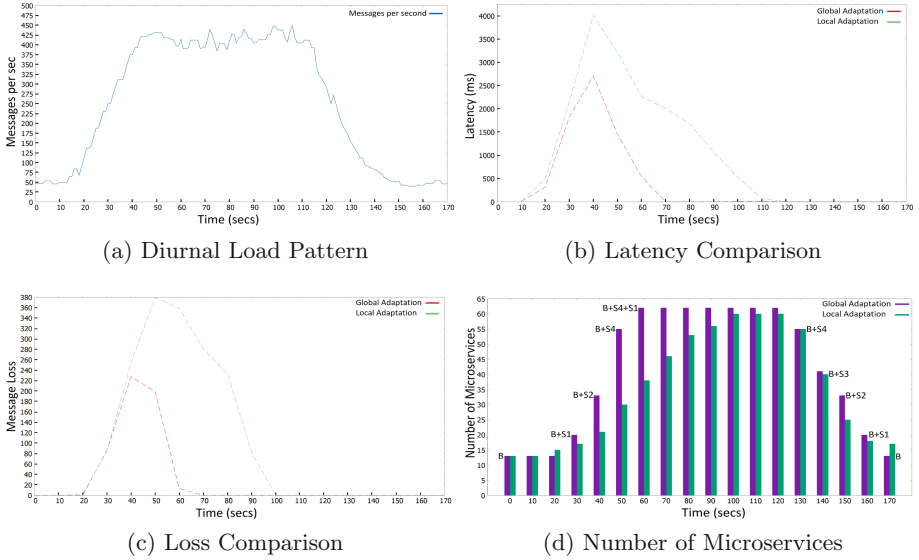 Messages per second
Messages per sec
500
475
450
425
400
375
350
325
300
275
250
225
200
175
150
125
100
75
50
25
0
0 10 20 30 40 50 60 70 80 90 100 110 120 130 140 150 160 170
Time (secs)
(a) Diurnal Load Pattern
Global Adaptation
Local Adaptation
Latency (ms)
4000
3500
3000
2500
2000
1500
1000
500
0
0 10 20 30 40 50 60 70 80 90 100 110 120 130 140 150 160 170
Time (secs)
(b) Latency Comparison
Global Adaptation
Local Adaptation
Message Loss
380
360
340
320
300
280
260
240
220
200
180
160
140
120
100
80
60
40
20
0
0 10 20 30 40 50 60 70 80 90 100 110 120 130 140 150 160 170
Time (secs)
(c) Loss Comparison
Global Adaptation
Local Adaptation
Number of Microservices
65
60
55
50
45
40
35
30
25
20
15
10
5
0
B
B+S1
B+S2
B+S4
B+S4+S1
B+S4
B+S3
B+S2
B+S1
B
0 10 20 30 40 50 60 70 80 90 100 110 120 130 140 150 160 170
Time (secs)
(d) Number of Microservices